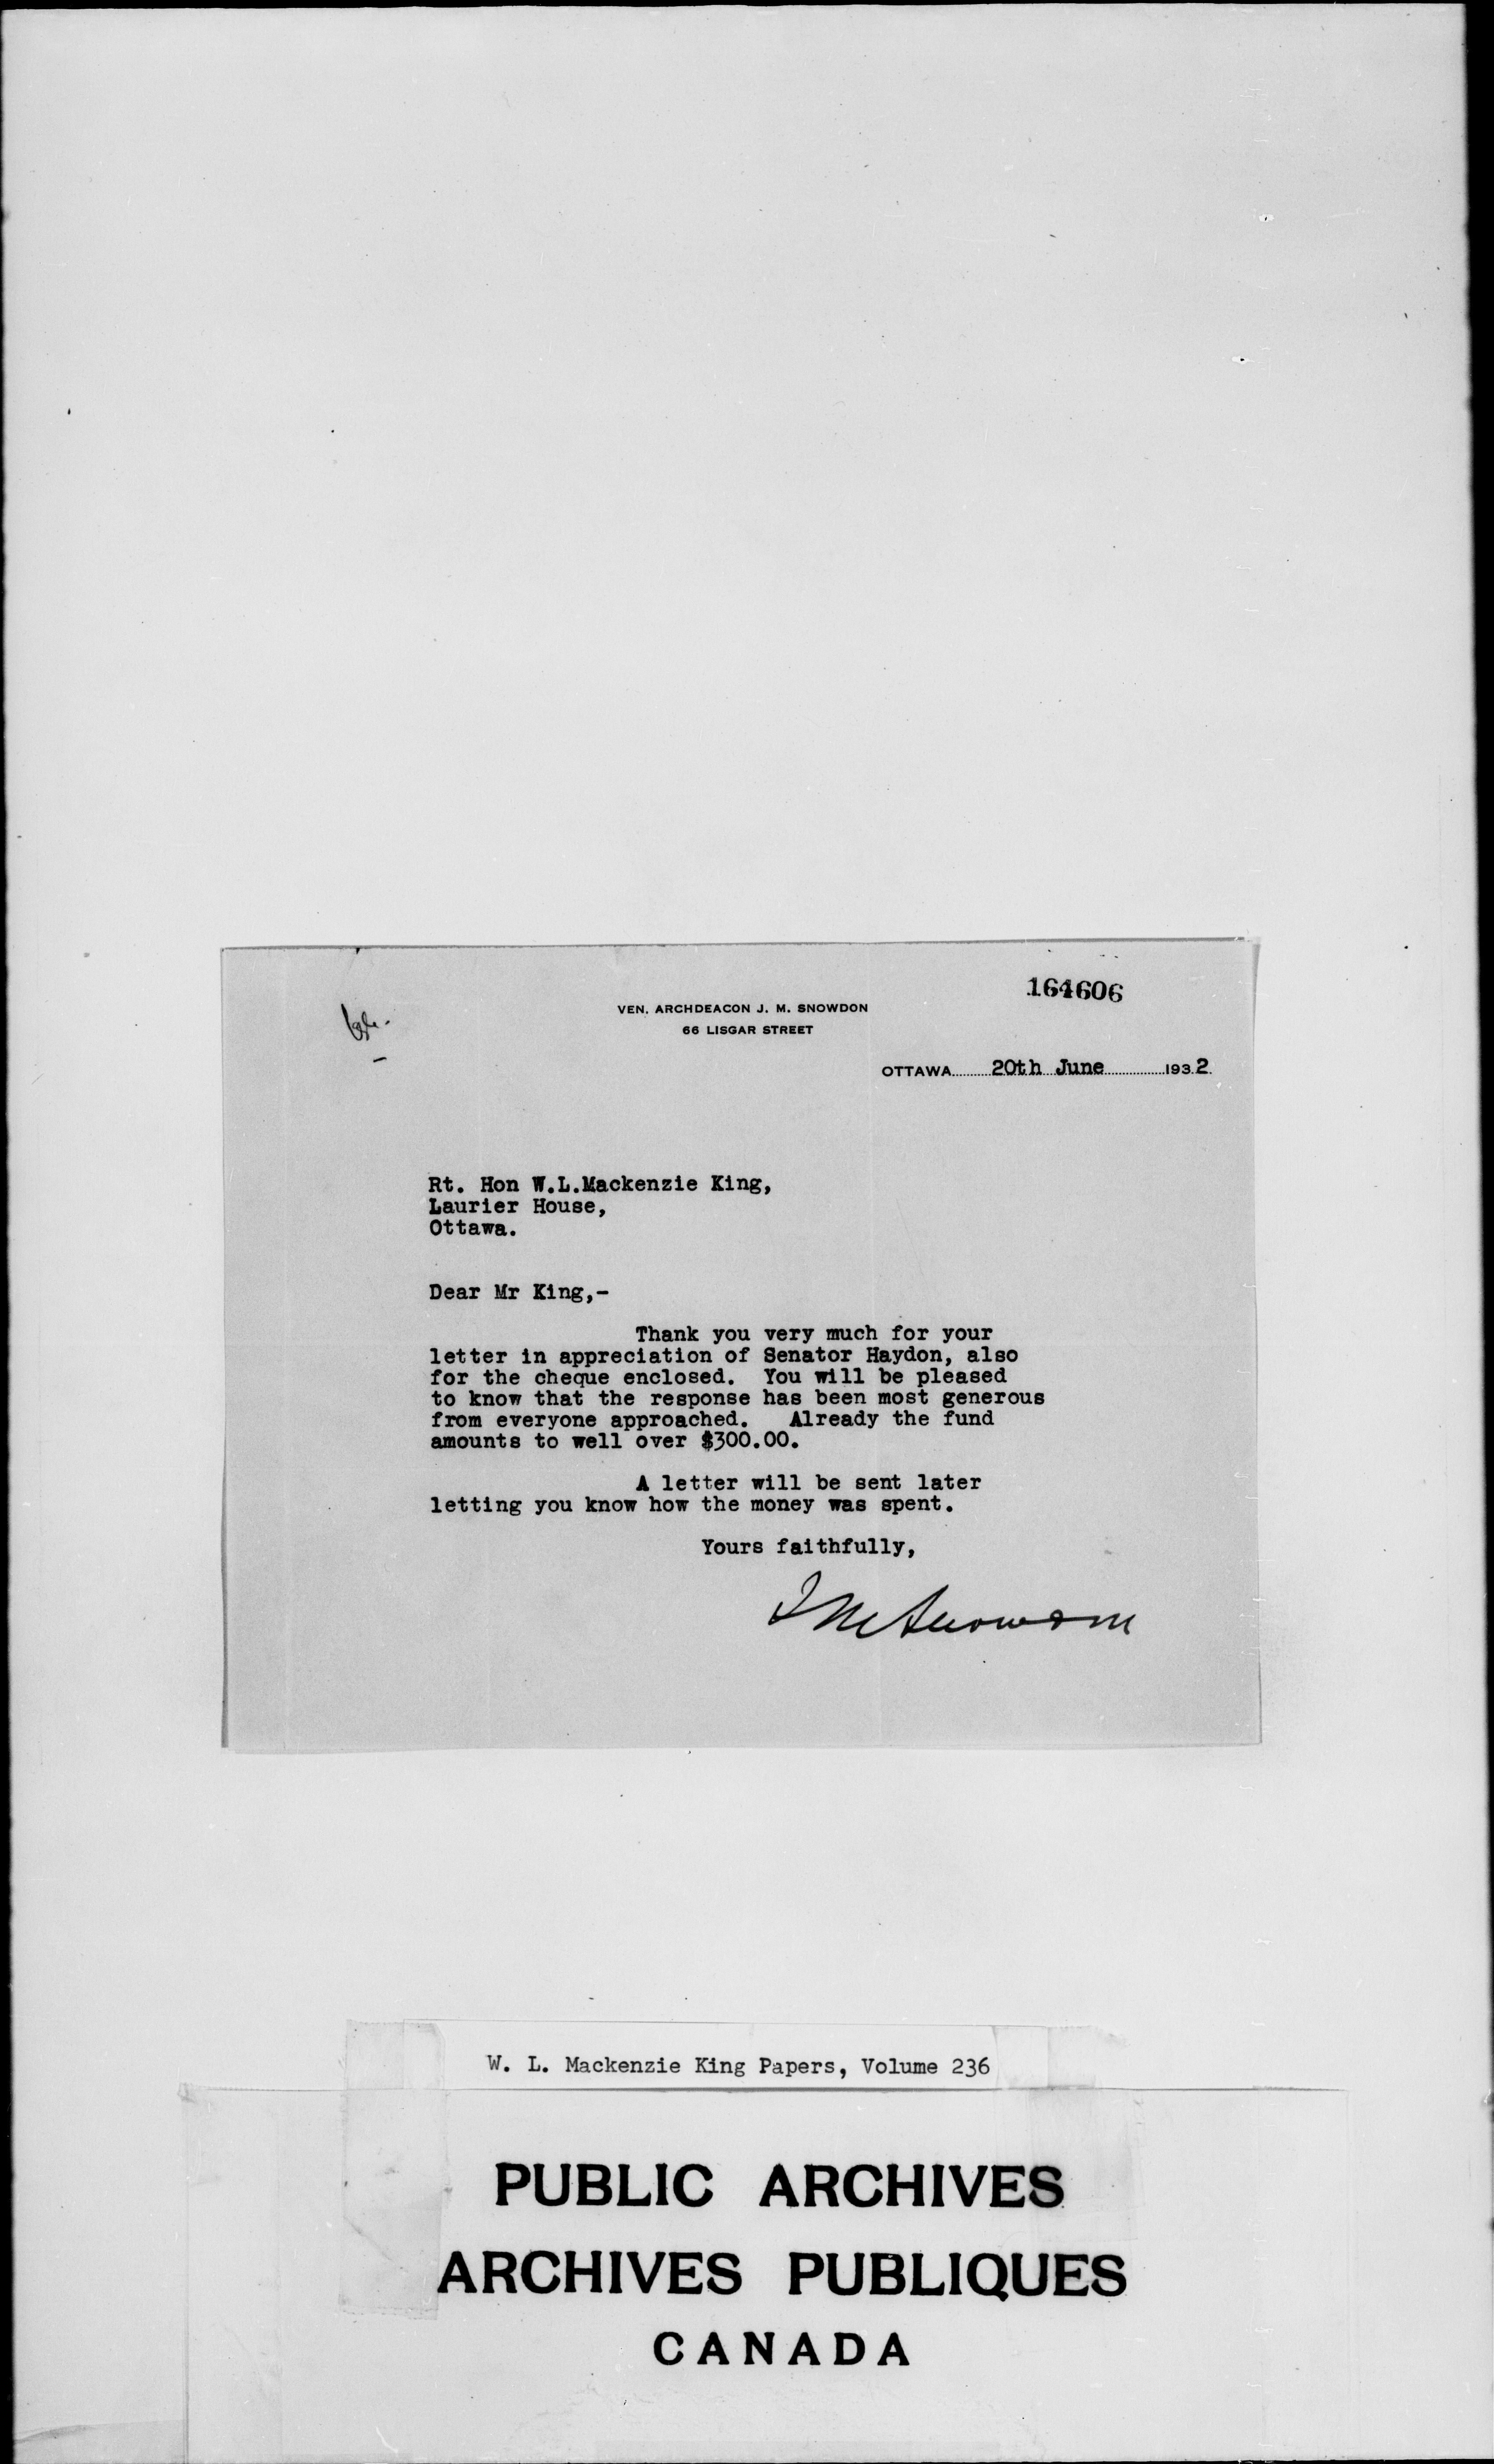 164606
VEN. ARCHDEACON J. M. SNOWDON
66 LISGAR STREET
OTTAWA 20th June 1932.
Rt. Hon W.L.Mackenzie King,
Laurier House,
Ottawa.
Dear Mr King,-
Thank you very much for your
letter in appreciation of Senator Haydon, also
for the cheque enclosed. You will be pleased
to know that the response has been most generous
from everyone approached. Already the fund
amounts to well over $300.00.
A letter will be sent later
letting you know how the money was spent.
Yours faithfully,
J M Snowdon
W. L. Mackenzie King Papers, Volume 236
PUBLIC ARCHIVES
ARCHIVES PUBLIQUES
CANADA